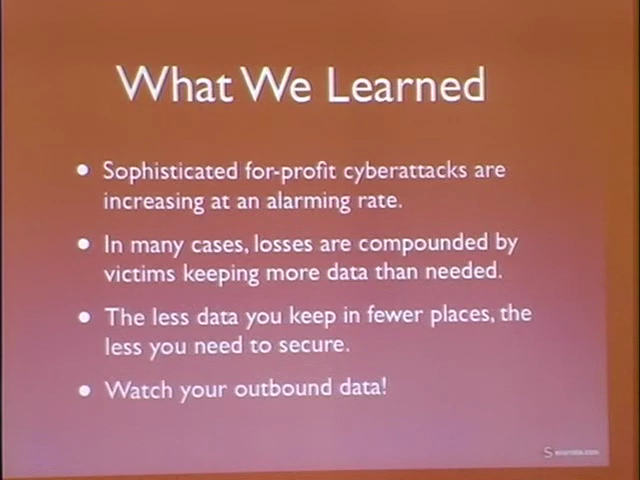 What We Learned
• Sophisticated for-profit cyberattacks are
increasing at an alarming rate.
• In many cases, losses are compounded by
victims keeping more data than needed.
• The less data you keep in fewer places, the
less you need to secure.
• Watch your outbound data!